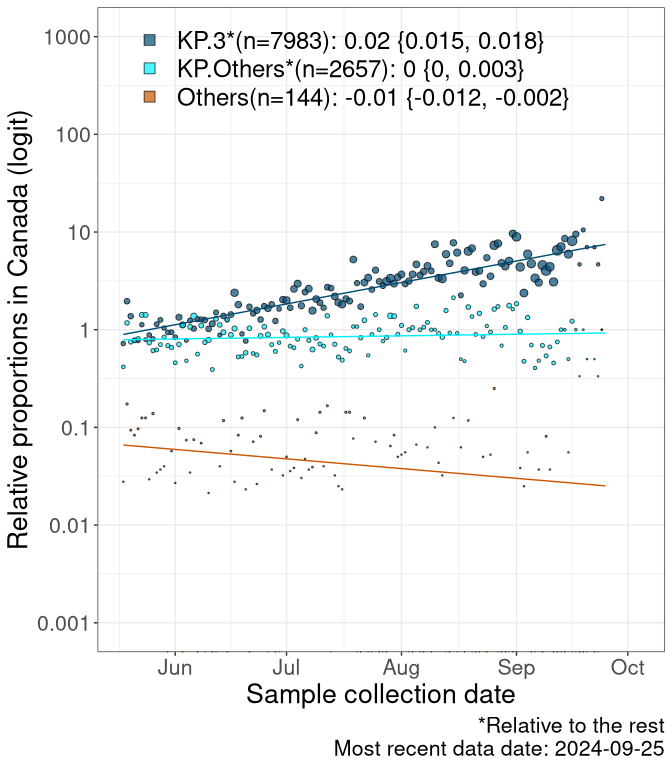 Relative proportions in Canada (logit)
1000
100
10
1
0.1
0.01
0.001
KP.3*(n=7983): 0.02 {0.015, 0.018}
KP.Others*(n=2657): 0 {0, 0.003}
Others(n=144): -0.01 {-0.012, -0.002}
Jun Jul Aug Sep Oct
Sample collection date
*Relative to the rest
Most recent data date: 2024-09-25